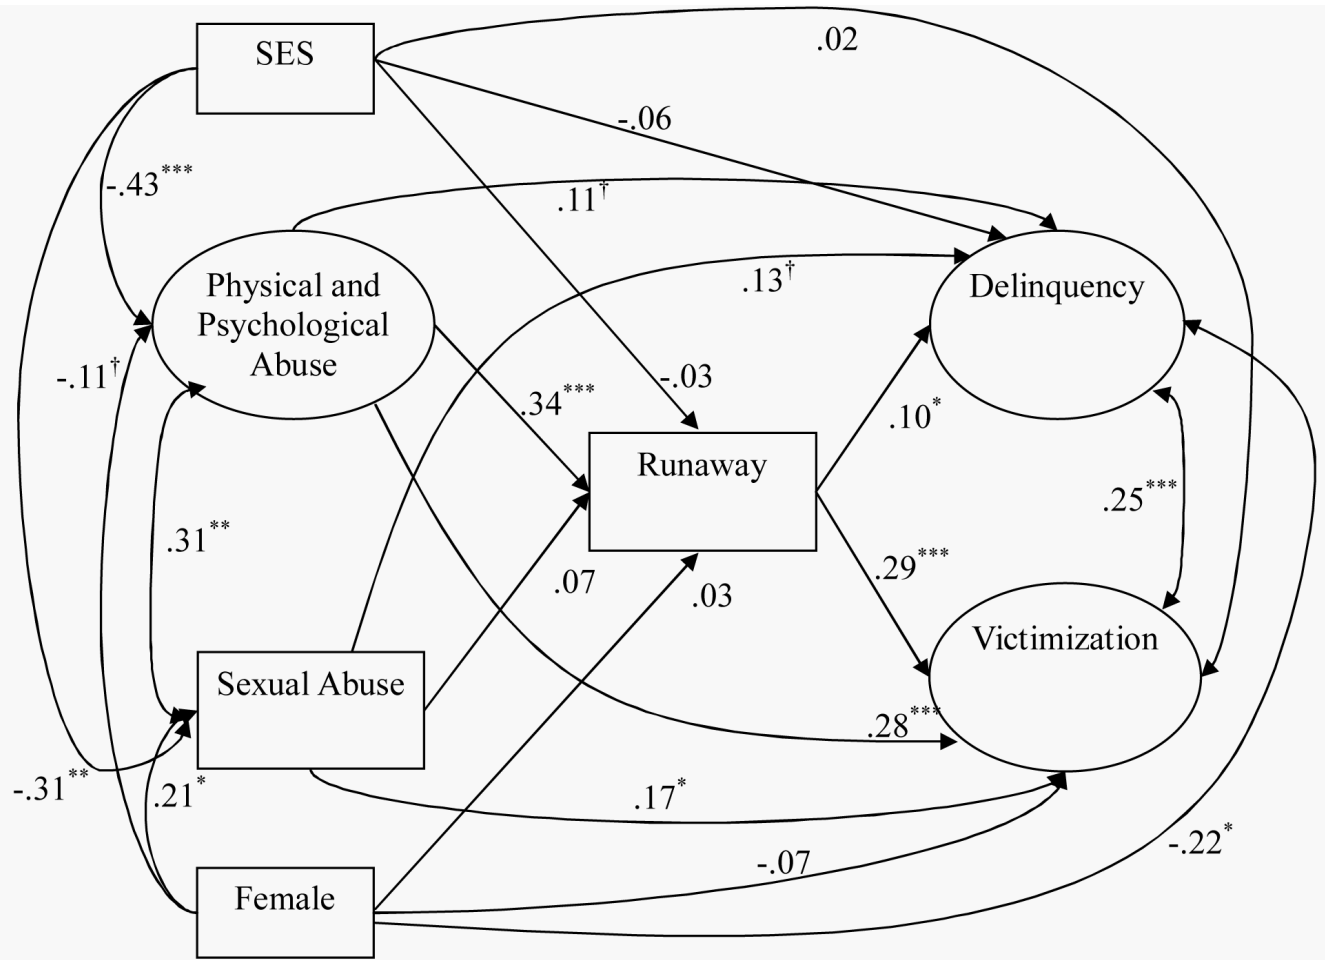 SES
.02
-.06
-.43***
.11†
Physical and
Psychological
Abuse
.13†
Delinquency
-.11†
-.03
.34***
.10*
Runaway
.25***
.31**
.29***
.07
.03
Victimization
Sexual Abuse
.28***
-.31**
.21*
.17*
-.22*
-.07
Female